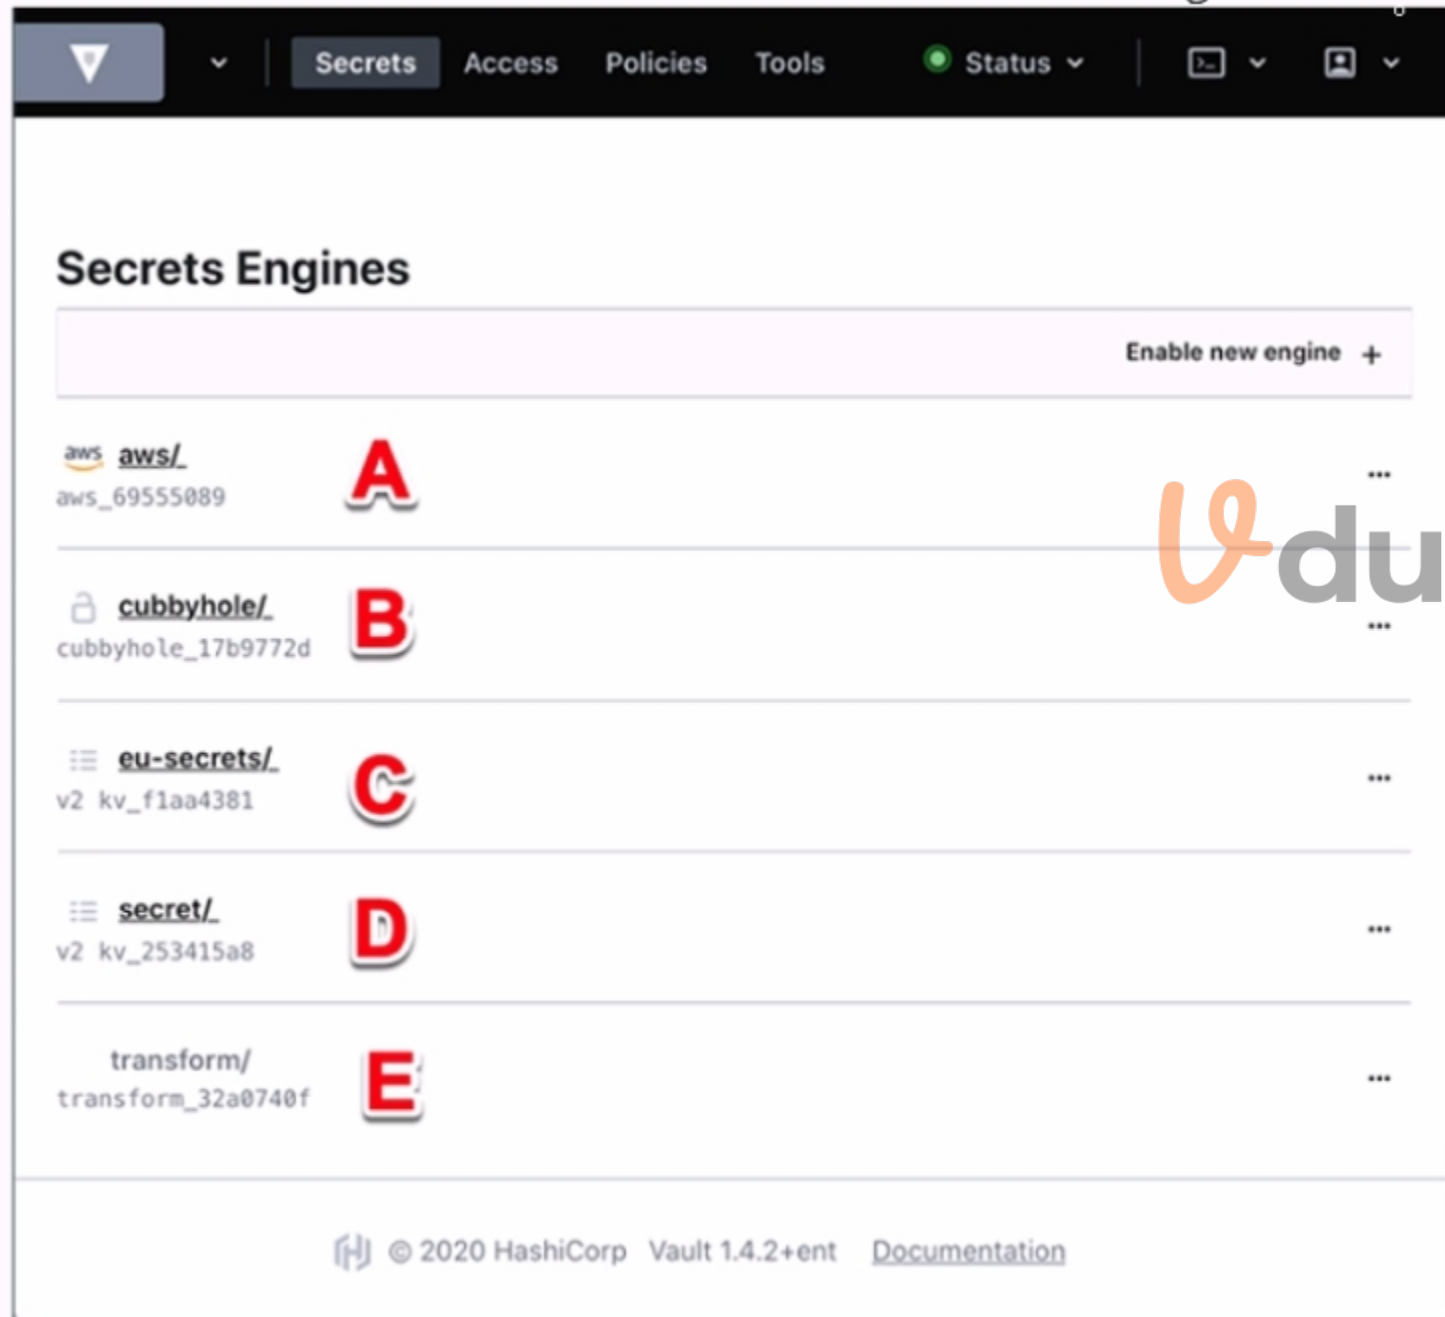 Secrets Access Policies Tools Status
Secrets Engines
Enable new engine +
aws aws/
aws_69555089
A
cubbyhole/
cubbyhole_17b9772d
B
eu-secrets/
v2 kv_f1aa4381
C
secret/
v2 kv_253415a8
D
transform/
transform_32a0740f
E
Vdu
© 2020 HashiCorp Vault 1.4.2+ent Documentation